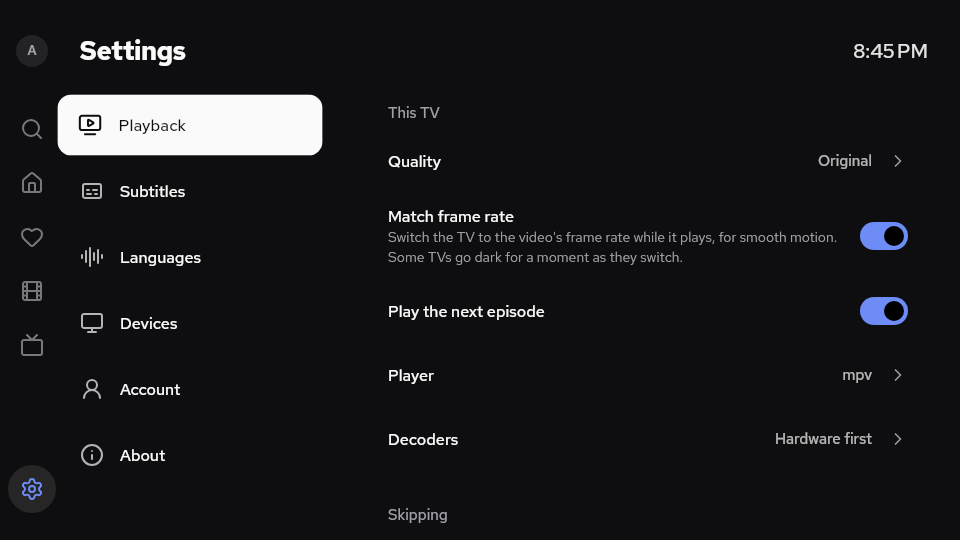 A
Settings
8:45 PM
Playback
Subtitles
Languages
Devices
Account
About
This TV
Quality
Original
Match frame rate
Switch the TV to the video's frame rate while it plays, for smooth motion.
Some TVs go dark for a moment as they switch.
Play the next episode
Player
mpv
Decoders
Hardware first
Skipping